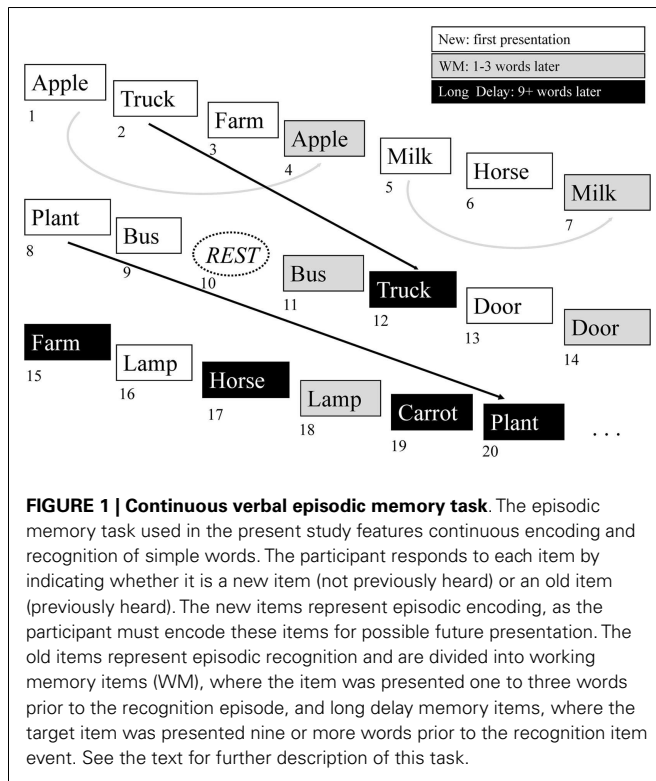 New: first presentation
WM: 1-3 words later
Long Delay: 9+ words later
Apple
1
Truck
2
Farm
3
Apple
4
Milk
5
Horse
6
Milk
7
Plant
8
Bus
9
REST
10
Bus
11
Truck
12
Door
13
Door
14
Farm
15
Lamp
16
Horse
17
Lamp
18
Carrot
19
Plant
20
. . .
FIGURE 1 | Continuous verbal episodic memory task. The episodic
memory task used in the present study features continuous encoding and
recognition of simple words. The participant responds to each item by
indicating whether it is a new item (not previously heard) or an old item
(previously heard). The new items represent episodic encoding, as the
participant must encode these items for possible future presentation. The
old items represent episodic recognition and are divided into working
memory items (WM), where the item was presented one to three words
prior to the recognition episode, and long delay memory items, where the
target item was presented nine or more words prior to the recognition item
event. See the text for further description of this task.